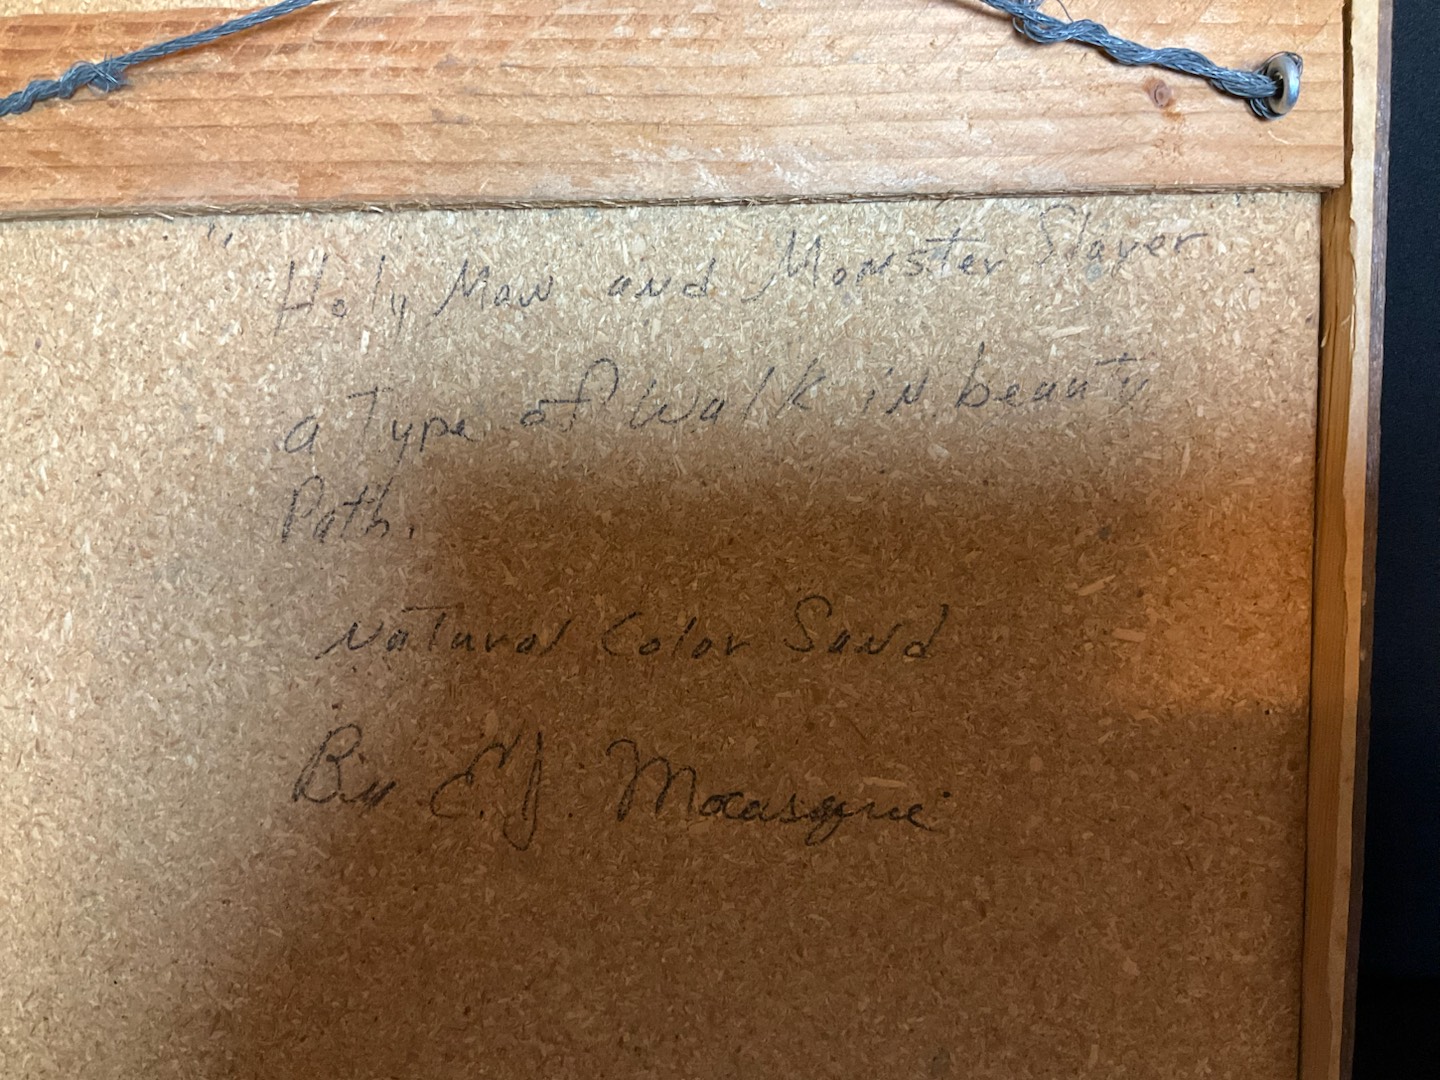 "Holy Man and Monster Slayer"
a Type of Walk in beauty
Path.
Natural Color Sand
By E.J.